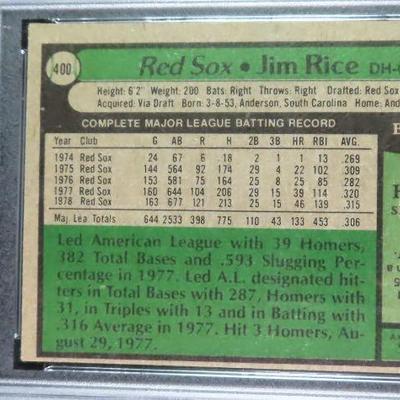 400
Red Sox • Jim Rice DH-
Height: 6'2" Weight: 200 Bats: Right Throws: Right Drafted: Red Sox
Acquired: Via Draft Born: 3-8-53, Anderson, South Carolina Home: And
COMPLETE MAJOR LEAGUE BATTING RECORD
Year Club G AB R H 2B 3B HR RBI AVG.
1974 Red Sox 24 67 6 18 2 1 1 13 .269
1975 Red Sox 144 564 92 174 29 4 22 102 .309
1976 Red Sox 153 581 75 164 25 8 25 85 .282
1977 Red Sox 160 644 104 206 29 15 39 114 .320
1978 Red Sox 163 677 121 213 25 15 46 139 .315
Maj. Lea Totals 644 2533 398 775 110 43 133 453 .306
Led American League with 39 Homers,
382 Total Bases and .593 Slugging Per-
centage in 1977. Led A.L. designated hit-
ters in Total Bases with 287, Homers with
31, in Triples with 13 and in Batting with
.316 Average in 1977. Hit 3 Homers, Au-
gust 29, 1977.